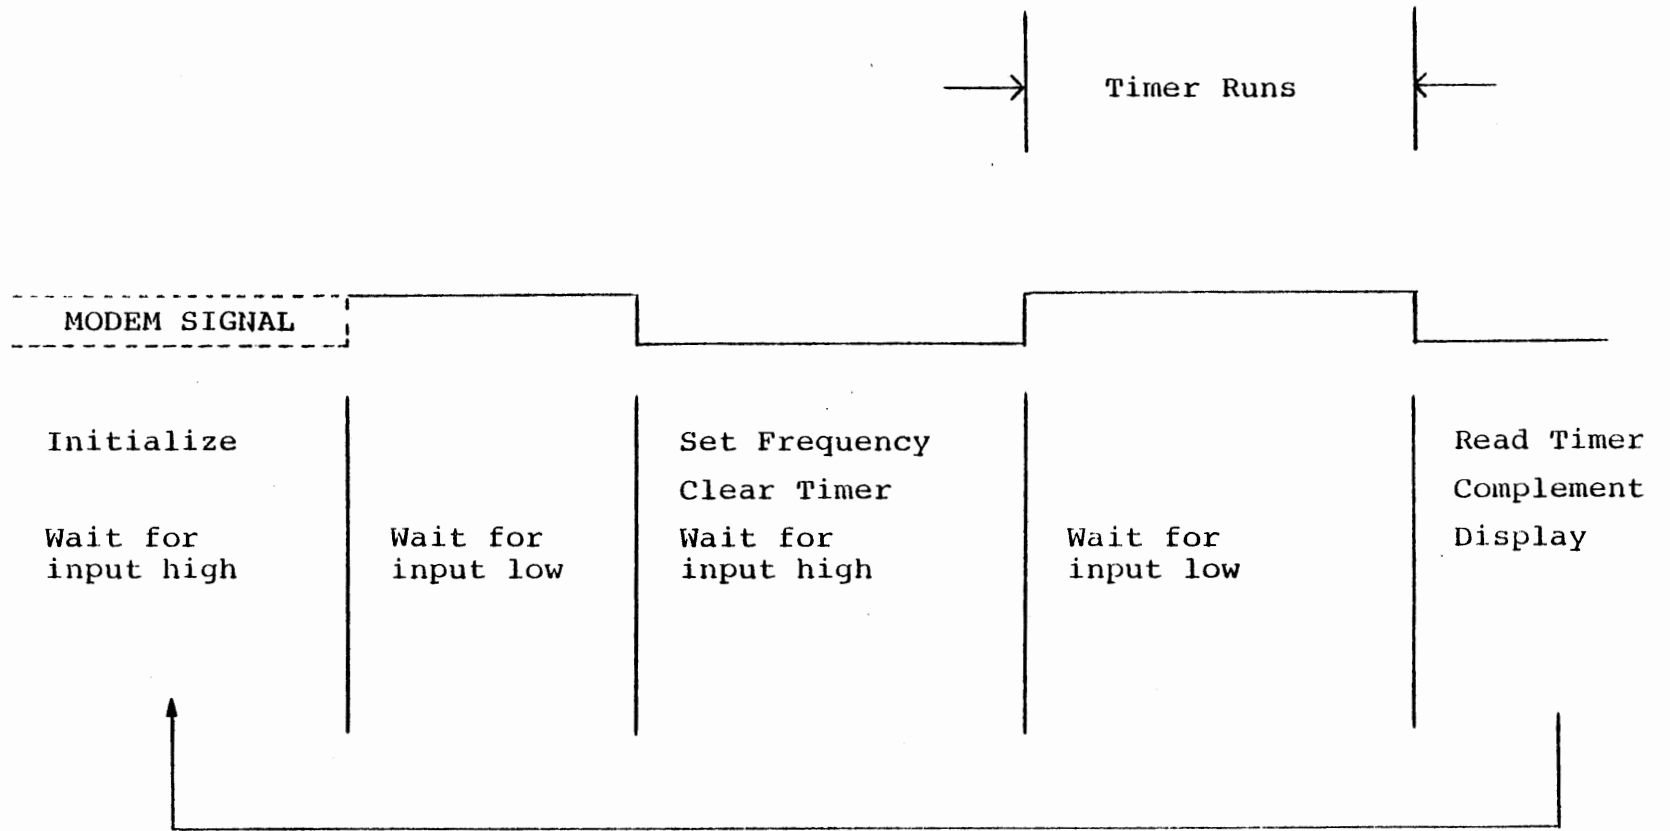 Timer Runs
MODEM SIGNAL
Initialize
Wait for
input high
Wait for
input low
Set Frequency
Clear Timer
Wait for
input high
Wait for
input low
Read Timer
Complement
Display